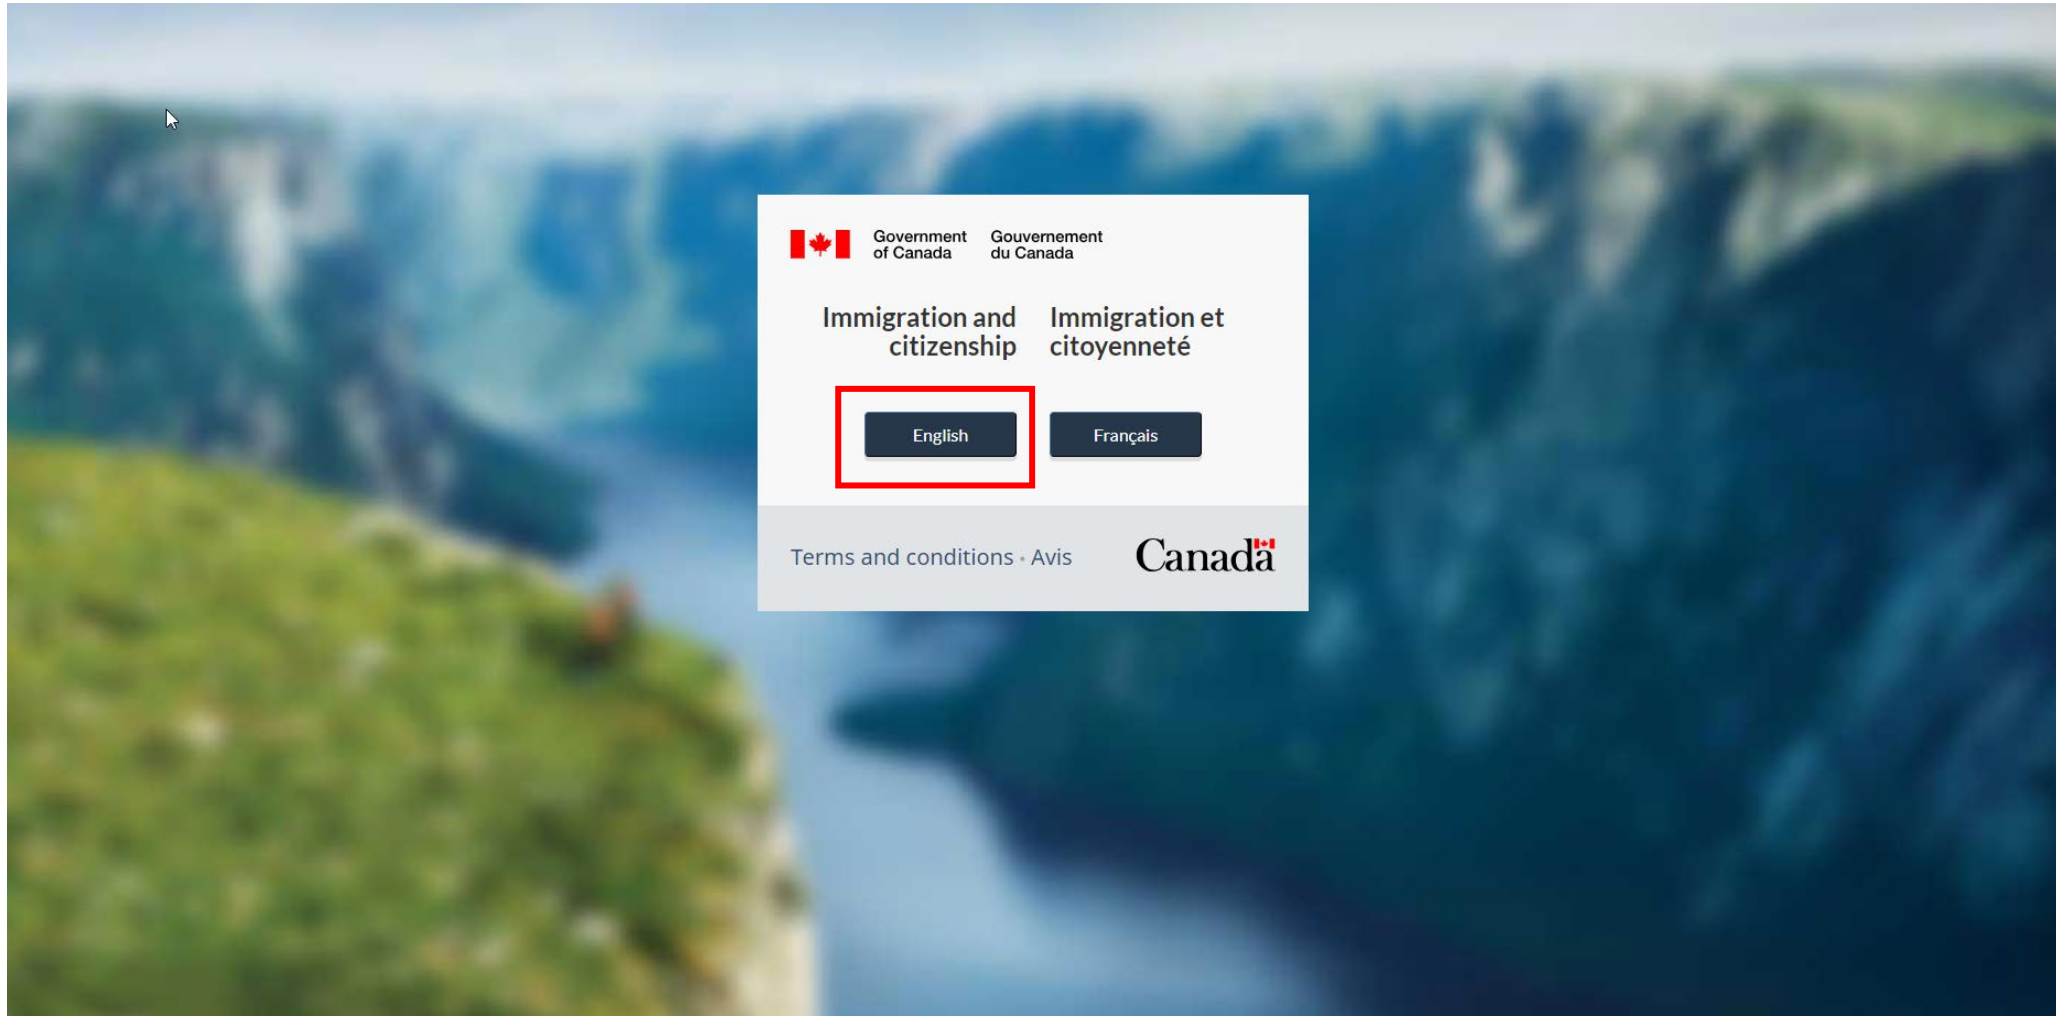 Government of Canada
Gouvernement du Canada
Immigration and citizenship
Immigration et citoyenneté
English
Français
Terms and conditions • Avis
Canada